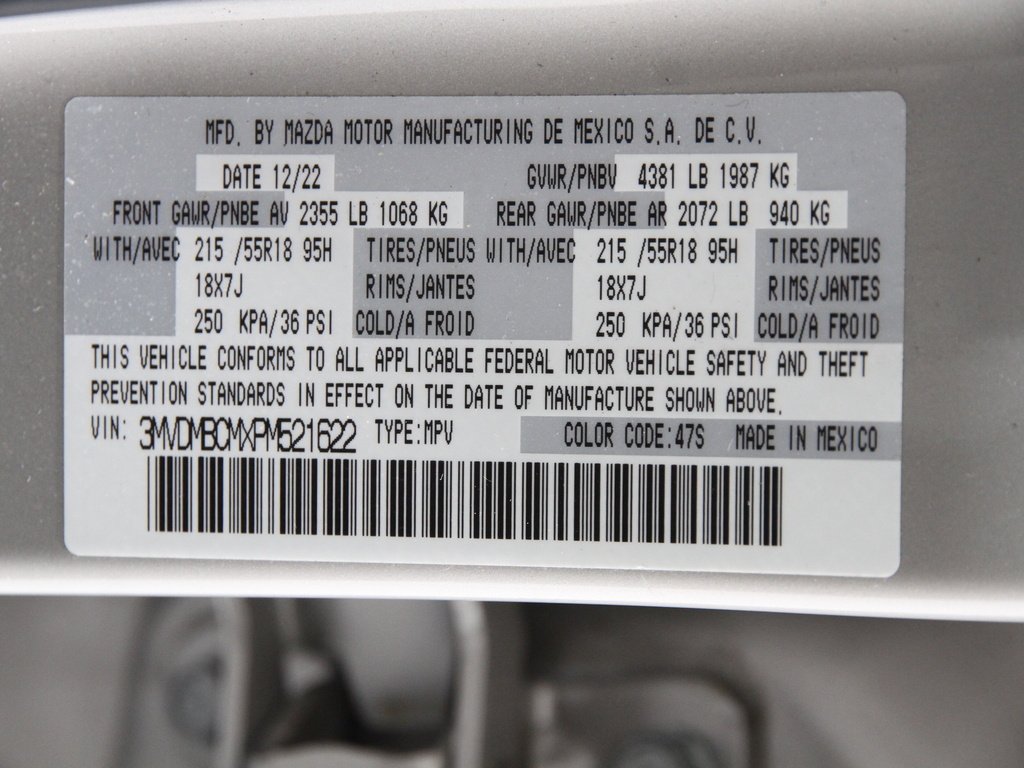 MFD. BY MAZDA MOTOR MANUFACTURING DE MEXICO S.A. DE C.V.
DATE 12/22 GVWR/PNBV 4381 LB 1987 KG
FRONT GAWR/PNBE AV 2355 LB 1068 KG REAR GAWR/PNBE AR 2072 LB 940 KG
WITH/AVEC 215 /55R18 95H TIRES/PNEUS WITH/AVEC 215 /55R18 95H TIRES/PNEUS
18X7J RIMS/JANTES 18X7J RIMS/JANTES
250 KPA/36 PSI COLD/A FROID 250 KPA/36 PSI COLD/A FROID
THIS VEHICLE CONFORMS TO ALL APPLICABLE FEDERAL MOTOR VEHICLE SAFETY AND THEFT
PREVENTION STANDARDS IN EFFECT ON THE DATE OF MANUFACTURE SHOWN ABOVE.
VIN: 3MVDMBCMXPM521622 TYPE:MPV COLOR CODE:47S MADE IN MEXICO